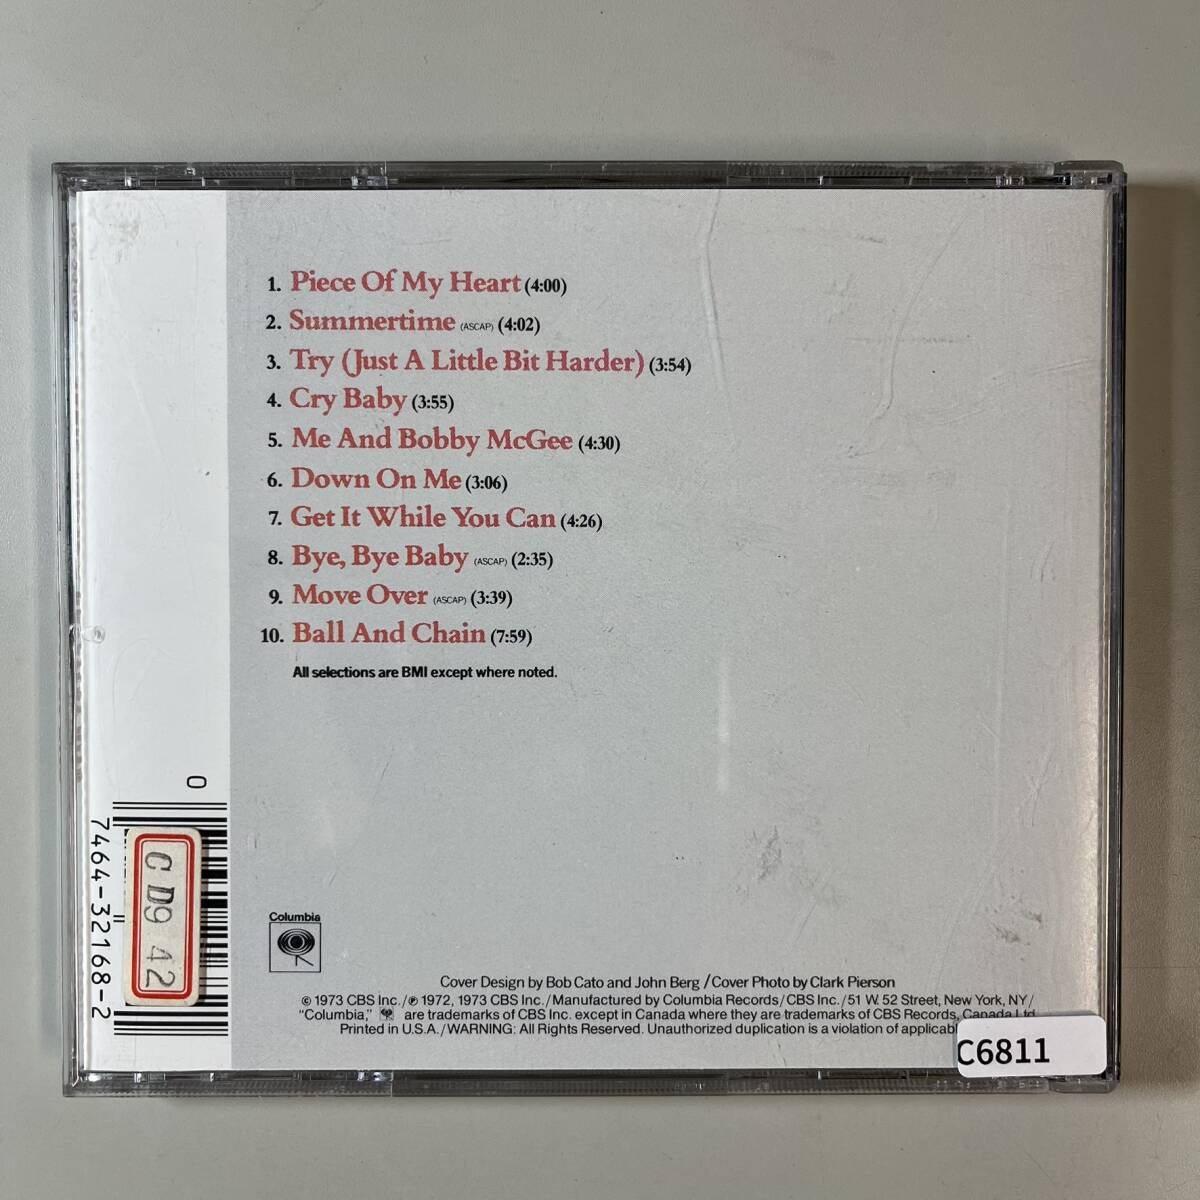 1. Piece Of My Heart (4:00)
2. Summertime (ASCAP) (4:02)
3. Try (Just A Little Bit Harder) (3:54)
4. Cry Baby (3:55)
5. Me And Bobby McGee (4:30)
6. Down On Me (3:06)
7. Get It While You Can (4:26)
8. Bye, Bye Baby (ASCAP) (2:35)
9. Move Over (ASCAP) (3:39)
10. Ball And Chain (7:59)
All selections are BMI except where noted.
0
7464-32168-2
C D9 42
Columbia
Cover Design by Bob Cato and John Berg / Cover Photo by Clark Pierson
© 1973 CBS Inc./℗ 1972, 1973 CBS Inc./Manufactured by Columbia Records/CBS Inc./51 W. 52 Street, New York, NY/
"Columbia," are trademarks of CBS Inc. except in Canada where they are trademarks of CBS Records, Canada Ltd.
Printed in U.S.A./WARNING: All Rights Reserved. Unauthorized duplication is a violation of
C6811